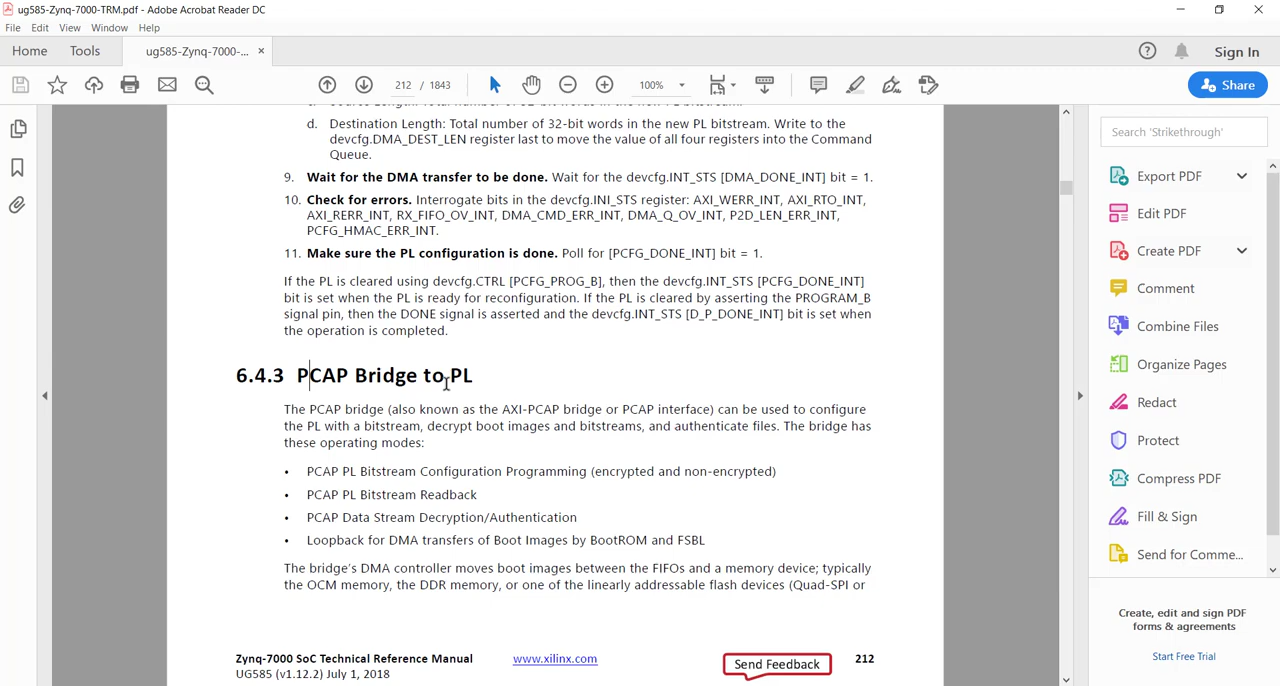 ug585-Zynq-7000-TRM.pdf - Adobe Acrobat Reader DC
File Edit View Window Help
Home Tools ug585-Zynq-7000-... × Sign In
212 / 1843 100% Share
d. Destination Length: Total number of 32-bit words in the new PL bitstream. Write to the
devcfg.DMA_DEST_LEN register last to move the value of all four registers into the Command
Queue.
9. Wait for the DMA transfer to be done. Wait for the devcfg.INT_STS [DMA_DONE_INT] bit = 1.
10. Check for errors. Interrogate bits in the devcfg.INI_STS register: AXI_WERR_INT, AXI_RTO_INT,
AXI_RERR_INT, RX_FIFO_OV_INT, DMA_CMD_ERR_INT, DMA_Q_OV_INT, P2D_LEN_ERR_INT,
PCFG_HMAC_ERR_INT.
11. Make sure the PL configuration is done. Poll for [PCFG_DONE_INT] bit = 1.
If the PL is cleared using devcfg.CTRL [PCFG_PROG_B], then the devcfg.INT_STS [PCFG_DONE_INT]
bit is set when the PL is ready for reconfiguration. If the PL is cleared by asserting the PROGRAM_B
signal pin, then the DONE signal is asserted and the devcfg.INT_STS [D_P_DONE_INT] bit is set when
the operation is completed.
6.4.3 PCAP Bridge to PL
The PCAP bridge (also known as the AXI-PCAP bridge or PCAP interface) can be used to configure
the PL with a bitstream, decrypt boot images and bitstreams, and authenticate files. The bridge has
these operating modes:
• PCAP PL Bitstream Configuration Programming (encrypted and non-encrypted)
• PCAP PL Bitstream Readback
• PCAP Data Stream Decryption/Authentication
• Loopback for DMA transfers of Boot Images by BootROM and FSBL
The bridge's DMA controller moves boot images between the FIFOs and a memory device; typically
the OCM memory, the DDR memory, or one of the linearly addressable flash devices (Quad-SPI or
Zynq-7000 SoC Technical Reference Manual www.xilinx.com Send Feedback 212
UG585 (v1.12.2) July 1, 2018
Search 'Strikethrough'
Export PDF
Edit PDF
Create PDF
Comment
Combine Files
Organize Pages
Redact
Protect
Compress PDF
Fill & Sign
Send for Comme...
Create, edit and sign PDF
forms & agreements
Start Free Trial